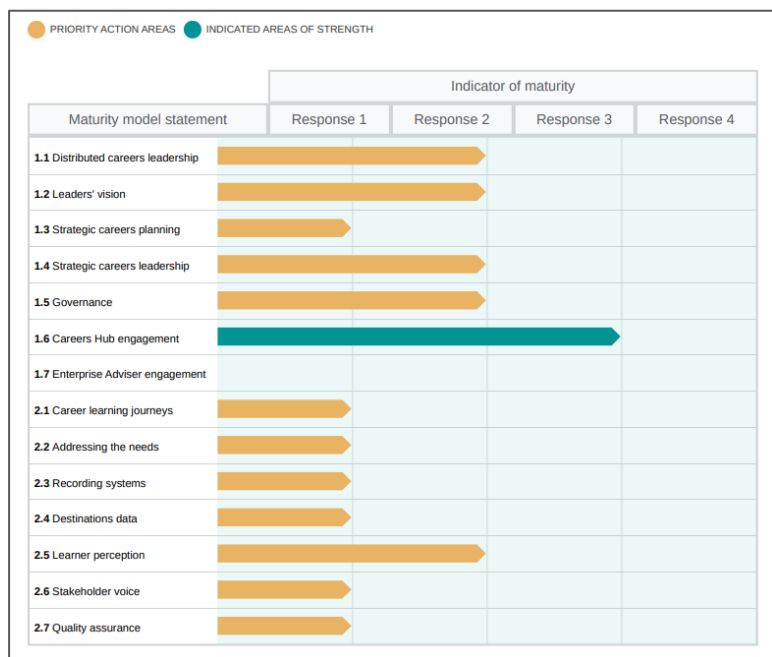 PRIORITY ACTION AREAS INDICATED AREAS OF STRENGTH
Indicator of maturity
Maturity model statement Response 1 Response 2 Response 3 Response 4
1.1 Distributed careers leadership
1.2 Leaders' vision
1.3 Strategic careers planning
1.4 Strategic careers leadership
1.5 Governance
1.6 Careers Hub engagement
1.7 Enterprise Adviser engagement
2.1 Career learning journeys
2.2 Addressing the needs
2.3 Recording systems
2.4 Destinations data
2.5 Learner perception
2.6 Stakeholder voice
2.7 Quality assurance